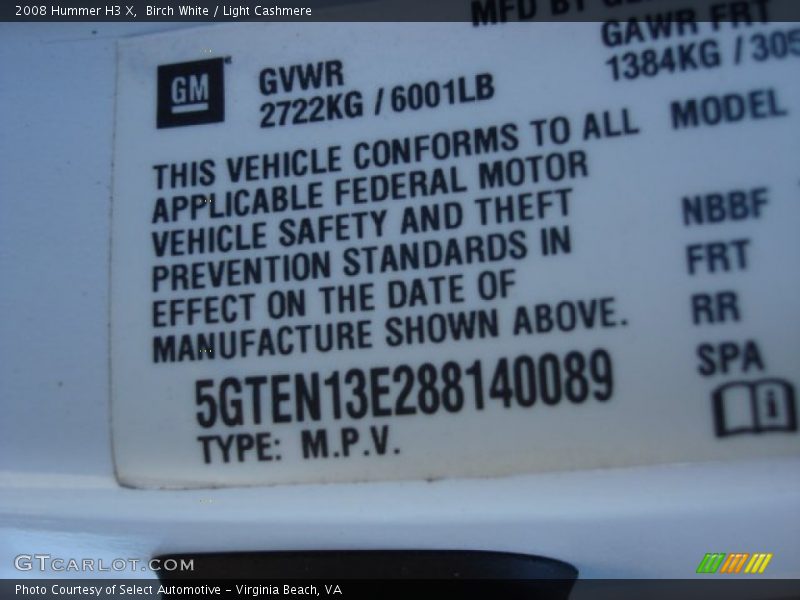 2008 Hummer H3 X, Birch White / Light Cashmere
MFD BY
GAWR FRT
1384KG / 305
GM
GVWR
2722KG / 6001LB
MODEL
THIS VEHICLE CONFORMS TO ALL
APPLICABLE FEDERAL MOTOR
VEHICLE SAFETY AND THEFT
PREVENTION STANDARDS IN
EFFECT ON THE DATE OF
MANUFACTURE SHOWN ABOVE.
NBBF
FRT
RR
SPA
5GTEN13E288140089
TYPE: M.P.V.
GTCARLOT.COM
Photo Courtesy of Select Automotive - Virginia Beach, VA